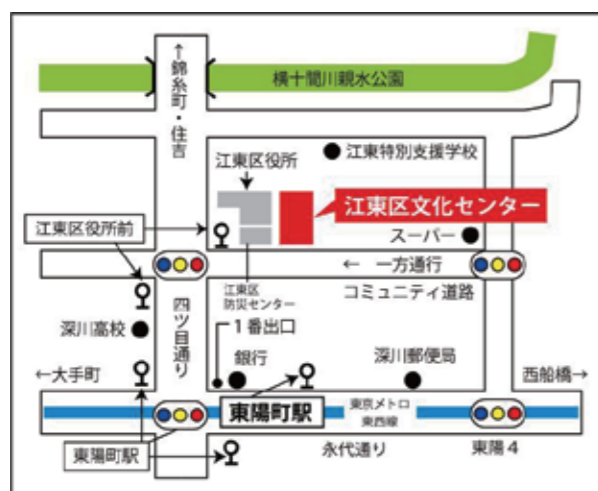 ↑錦糸町・住吉
横十間川親水公園
江東区役所
江東特別支援学校
江東区文化センター
江東区役所前
スーパー
← 一方通行
江東区
防災センター
コミュニティ道路
四ツ目通り
1番出口
深川高校
銀行
深川郵便局
←大手町
西船橋→
東陽町駅
東京メトロ
東西線
東陽町駅
永代通り
東陽4